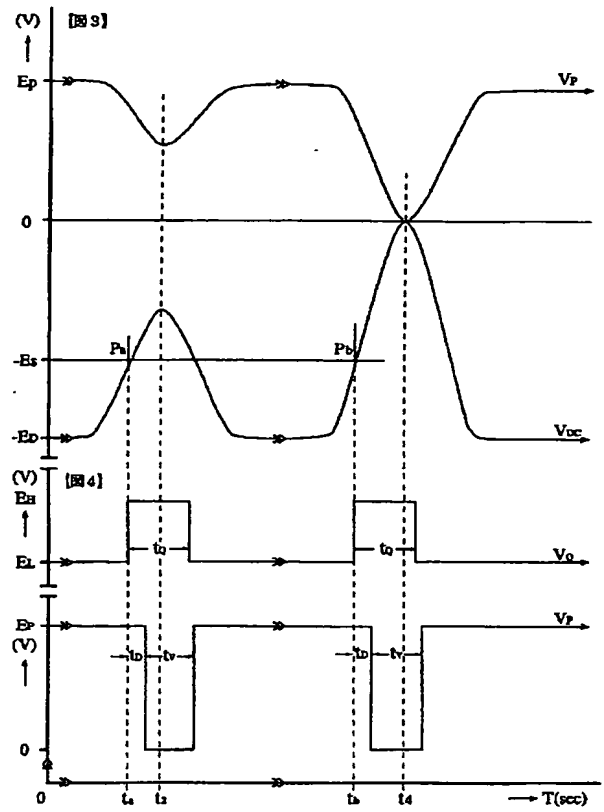 (V)
【図3】
EP
VP
0
Pa
Pb
-ES
-ED
VDC
(V)
【図4】
EH
tQ
tQ
EL
VQ
EP
VP
(V)
tD
tV
tD
tV
0
0
ta
t2
tb
t4
T(sec)